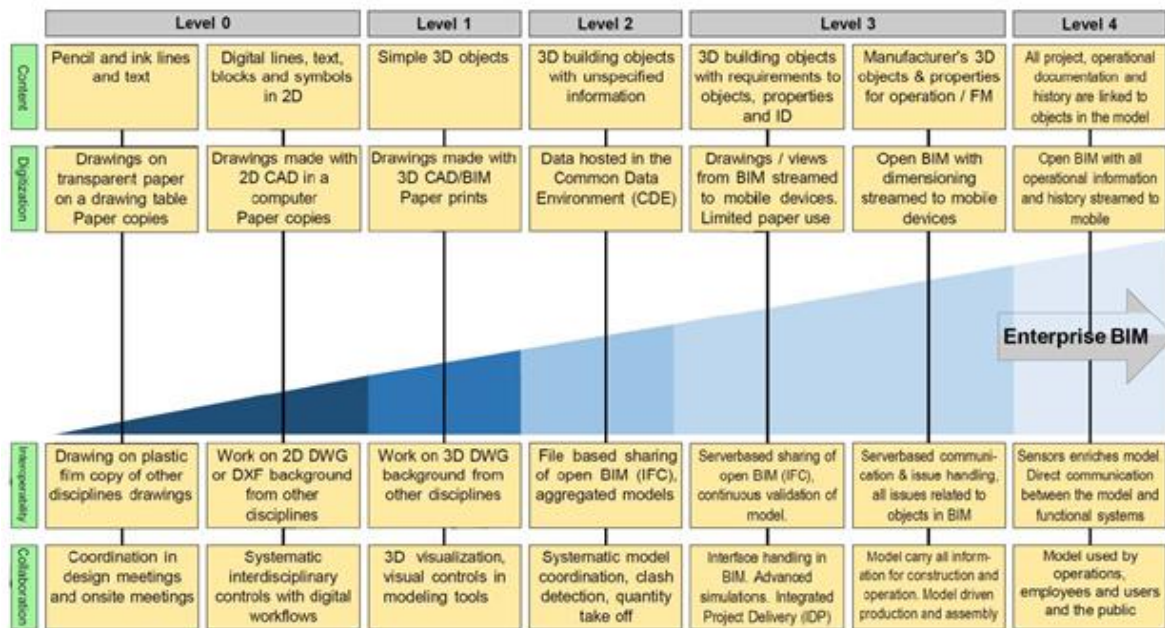 Level 0
Level 1
Level 2
Level 3
Level 4
Content
Pencil and ink lines
and text
Digital lines, text,
blocks and symbols
in 2D
Simple 3D objects
3D building objects
with unspecified
information
3D building objects
with requirements to
objects, properties
and ID
Manufacturer's 3D
objects & properties
for operation / FM
All project, operational
documentation and
history are linked to
objects in the model
Digitization
Drawings on
transparent paper
on a drawing table
Paper copies
Drawings made with
2D CAD in a
computer
Paper copies
Drawings made with
3D CAD/BIM
Paper prints
Data hosted in the
Common Data
Environment (CDE)
Drawings / views
from BIM streamed
to mobile devices.
Limited paper use
Open BIM with
dimensioning
streamed to mobile
devices
Open BIM with all
operational information
and history streamed to
mobile
Enterprise BIM
Interoperability
Drawing on plastic
film copy of other
disciplines drawings
Work on 2D DWG
or DXF background
from other
disciplines
Work on 3D DWG
background from
other disciplines
File based sharing
of open BIM (IFC),
aggregated models
Serverbased sharing of
open BIM (IFC),
continuous validation of
model.
Serverbased communi-
cation & issue handling,
all issues related to
objects in BIM
Sensors enriches model.
Direct communication
between the model and
functional systems
Collaboration
Coordination in
design meetings
and onsite meetings
Systematic
interdisciplinary
controls with digital
workflows
3D visualization,
visual controls in
modeling tools
Systematic model
coordination, clash
detection, quantity
take off
Interface handling in
BIM. Advanced
simulations. Integrated
Project Delivery (IDP)
Model carry all inform-
ation for construction and
operation. Model driven
production and assembly
Model used by
operations,
employees and users
and the public